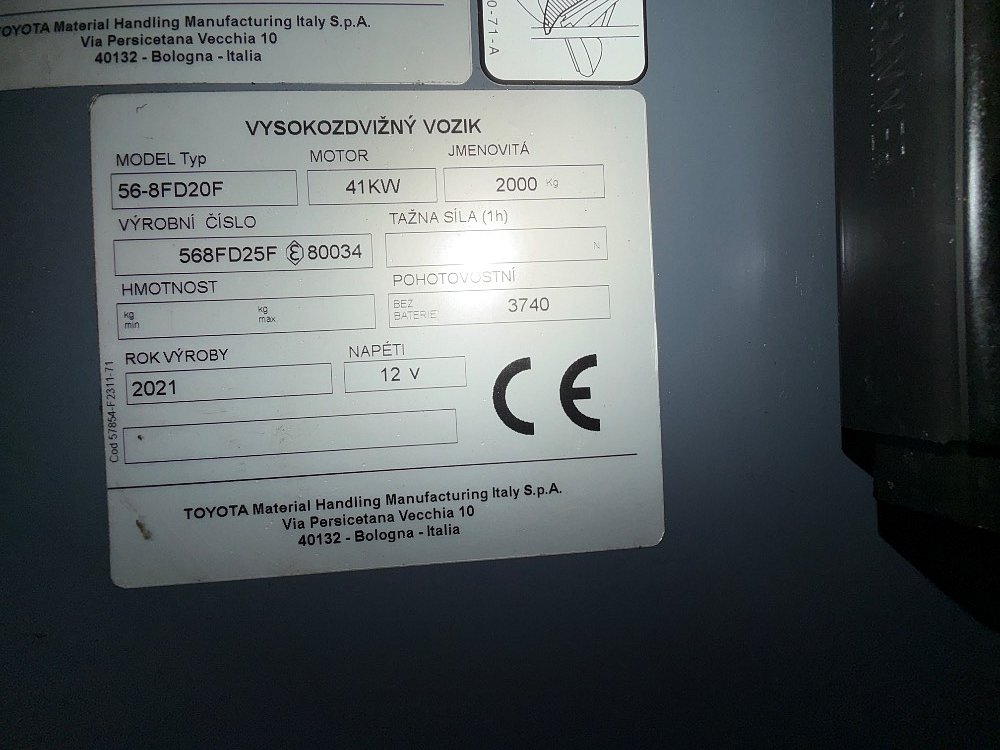 TOYOTA Material Handling Manufacturing Italy S.p.A.
Via Persicetana Vecchia 10
40132 - Bologna - Italia
0-71-A
VYSOKOZDVIŽNÝ VOZIK
MODEL Typ MOTOR JMENOVITÁ
56-8FD20F 41KW 2000 Kg
VÝROBNÍ ČÍSLO TAŽNA SÍLA (1h)
568FD25F 80034 N
HMOTNOST POHOTOVOSTNÍ
kg min kg max BEZ BATERIE 3740
ROK VÝROBY NAPÉTI
2021 12 V
CE
Cod 57854-F2311-71
TOYOTA Material Handling Manufacturing Italy S.p.A.
Via Persicetana Vecchia 10
40132 - Bologna - Italia